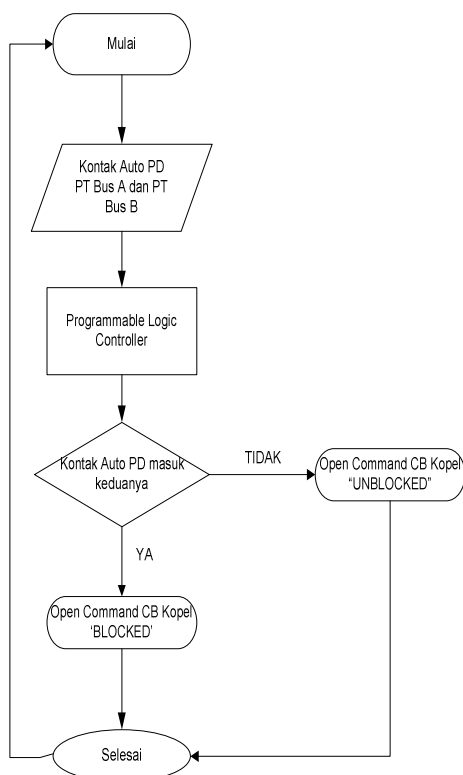 Mulai
Kontak Auto PD
PT Bus A dan PT
Bus B
Programmable Logic
Controller
Kontak Auto PD masuk
keduanya
TIDAK
Open Command CB Kopel
“UNBLOCKED”
YA
Open Command CB Kopel
‘BLOCKED’
Selesai